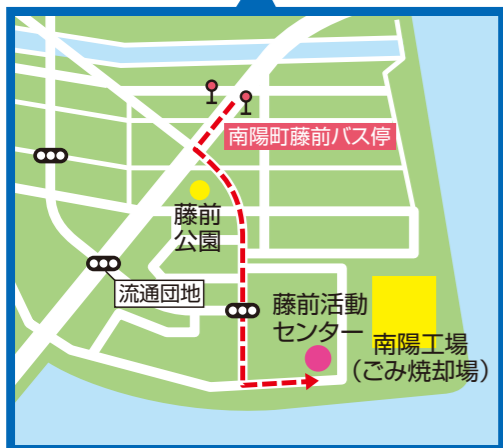 南陽町藤前バス停
藤前
公園
流通団地
藤前活動
センター
南陽工場
(ごみ焼却場)